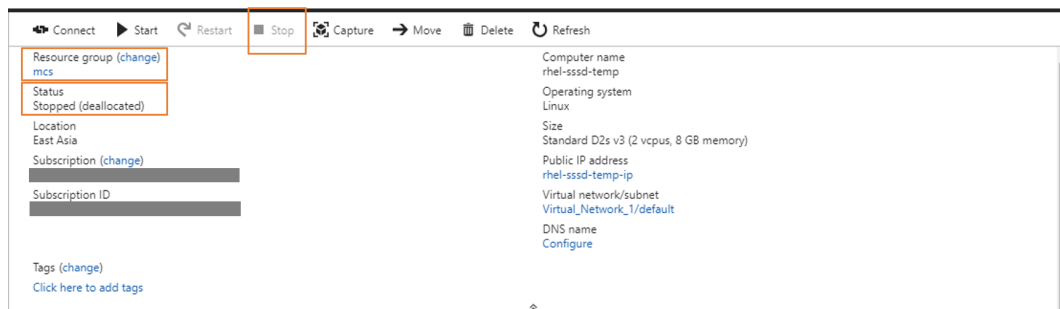 Connect Start Restart Stop Capture Move Delete Refresh
Resource group (change)
mcs
Status
Stopped (deallocated)
Location
East Asia
Subscription (change)
Subscription ID
Tags (change)
Click here to add tags
Computer name
rhel-sssd-temp
Operating system
Linux
Size
Standard D2s v3 (2 vcpus, 8 GB memory)
Public IP address
rhel-sssd-temp-ip
Virtual network/subnet
Virtual_Network_1/default
DNS name
Configure